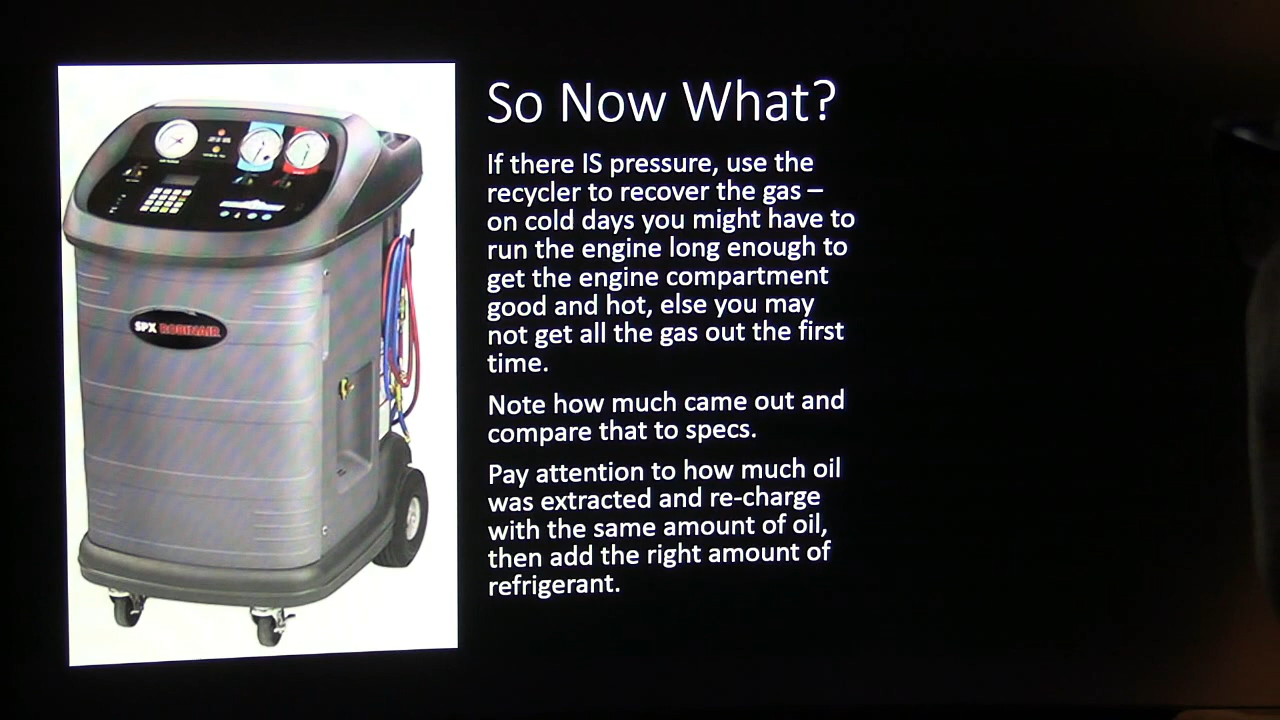 So Now What?
If there IS pressure, use the
recycler to recover the gas –
on cold days you might have to
run the engine long enough to
get the engine compartment
good and hot, else you may
not get all the gas out the first
time.
Note how much came out and
compare that to specs.
Pay attention to how much oil
was extracted and re-charge
with the same amount of oil,
then add the right amount of
refrigerant.
SPX ROBINAIR